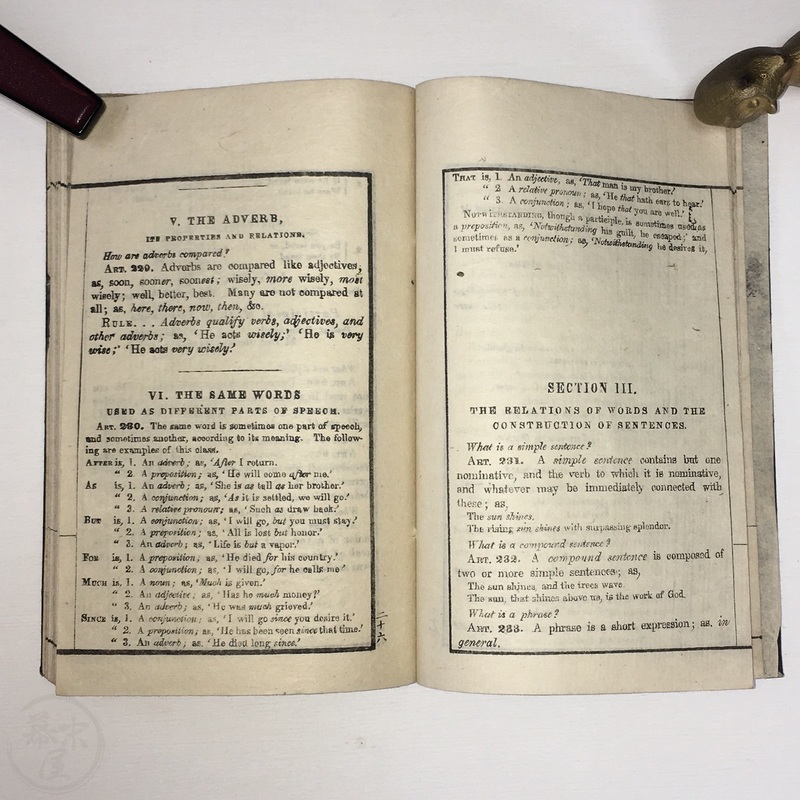 V. THE ADVERB,
ITS PROPERTIES AND RELATIONS.
How are adverbs compared?
ART. 229. Adverbs are compared like adjectives,
as, soon, sooner, soonest; wisely, more wisely, most
wisely; well, better, best. Many are not compared at
all; as, here, there, now, then, &c.
RULE. . . Adverbs qualify verbs, adjectives, and
other adverbs; as, 'He acts wisely;' 'He is very
wise;' 'He acts very wisely.'
VI. THE SAME WORDS
USED AS DIFFERENT PARTS OF SPEECH.
ART. 230. The same word is sometimes one part of speech,
and sometimes another, according to its meaning. The follow-
ing are examples of this class.
AFTER is, 1. An adverb; as, 'After I return.
" 2. A preposition; as, 'He will come after me.'
AS is, 1. An adverb; as, 'She is as tall as her brother.'
" 2. A conjunction; as, 'As it is settled, we will go.'
" 3. A relative pronoun; as, 'Such as draw back.'
BUT is, 1. A conjunction; as, 'I will go, but you must stay.'
" 2. A preposition; as, 'All is lost but honor.'
" 3. An adverb; as, 'Life is but a vapor.'
FOR is, 1. A preposition; as, 'He died for his country.'
" 2. A conjunction; as, 'I will go, for he calls me'
MUCH is, 1. A noun; as, 'Much is given.'
" 2. An adjective; as, 'Has he much money?'
" 3. An adverb; as, 'He was much grieved.'
SINCE is, 1. A conjunction; as, 'I will go since you desire it.'
" 2. A preposition; as, 'He has been seen since that time.'
" 3. An adverb; as. 'He died long since.'
二十六
THAT is, 1. An adjective, as, 'That man is my brother.'
" 2 A relative pronoun; as, 'He that hath ears to hear.'
" 3. A conjunction; as, 'I hope that you are well.'
NOTWITHSTANDING, though a participle, is sometimes used as
a preposition, as, 'Notwithstanding his guilt, he escaped;' and
sometimes as a conjunction; as, 'Notwithstanding he desires it,
I must refuse.'
SECTION III.
THE RELATIONS OF WORDS AND THE
CONSTRUCTION OF SENTENCES.
What is a simple sentence?
ART. 231. A simple sentence contains but one
nominative, and the verb to which it is nominative,
and whatever may be immediately connected with
these; as,
The sun shines.
The rising sun shines with surpassing splendor.
What is a compound sentence?
ART. 232. A compound sentence is composed of
two or more simple sentences; as,
The sun shines, and the trees wave.
The sun, that shines above us, is the work of God.
What is a phrase?
ART. 233. A phrase is a short expression; as. in
general.
幕末屋